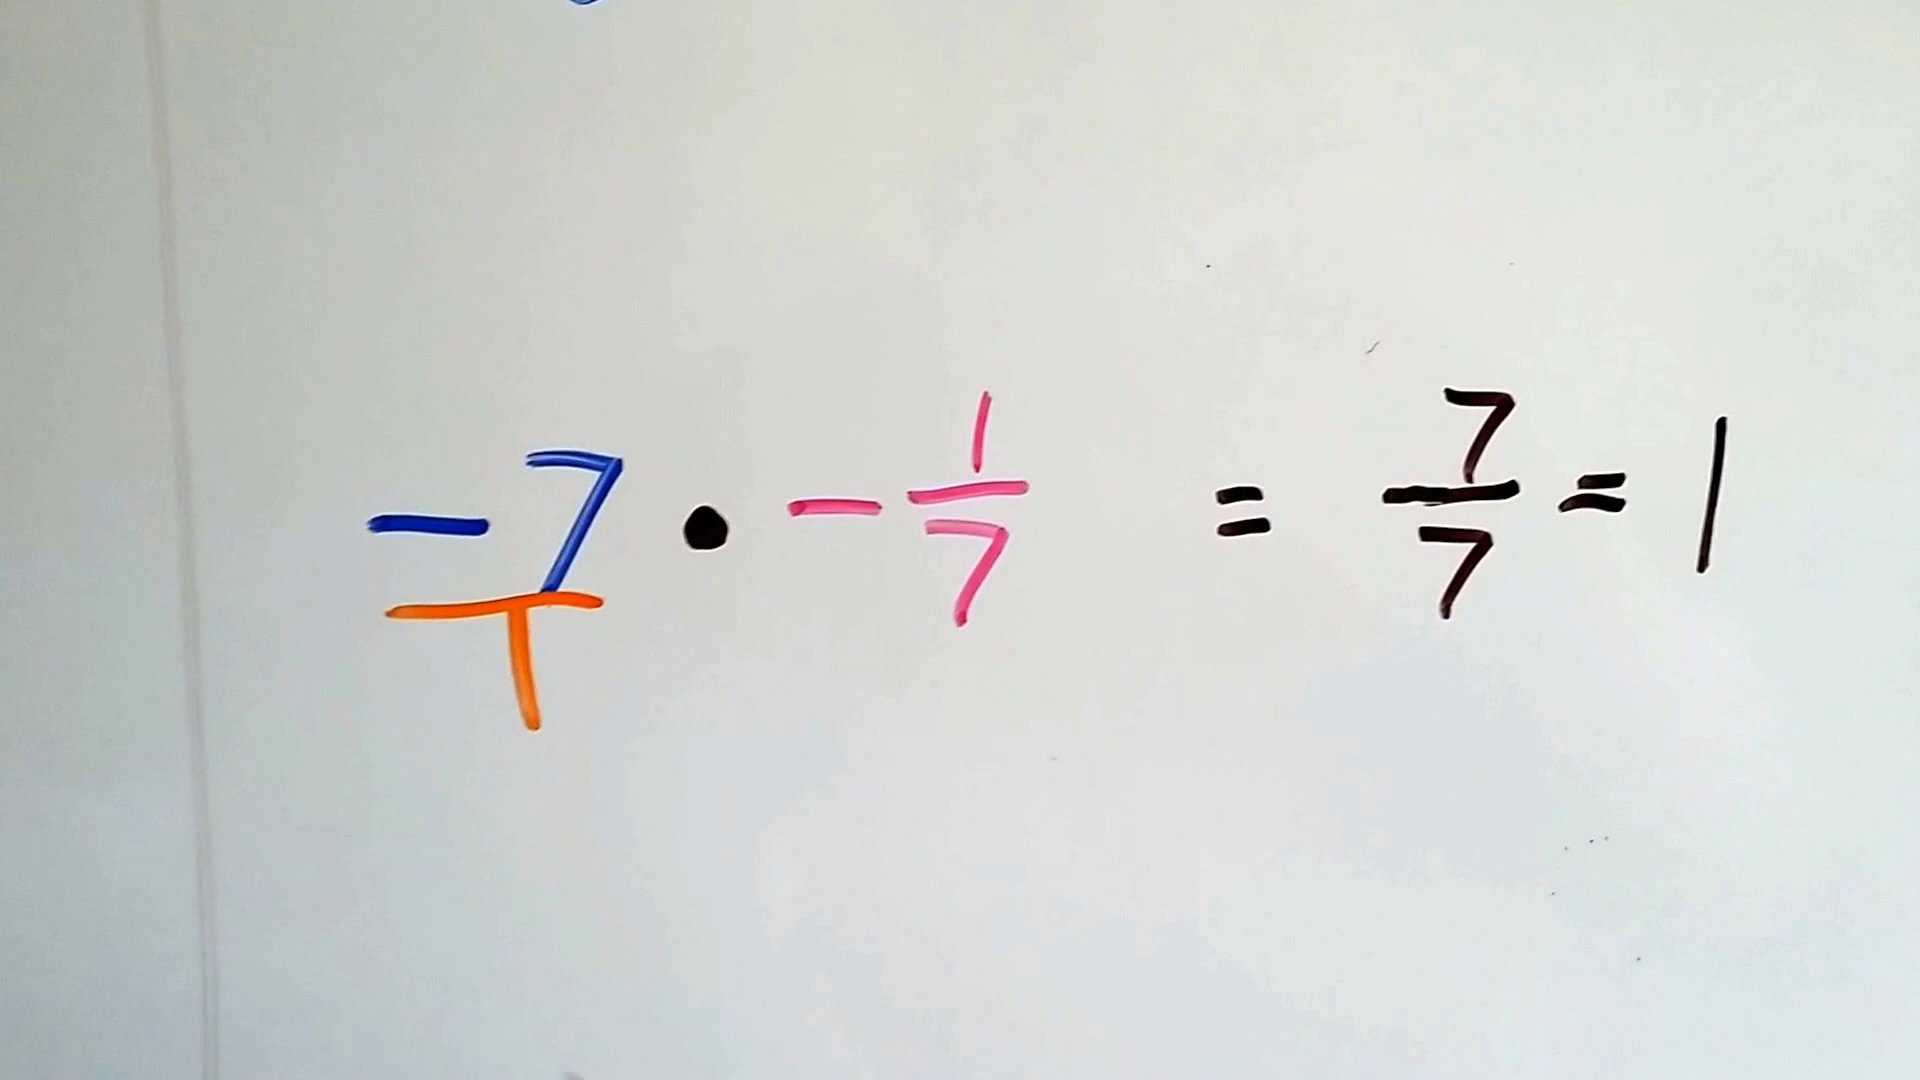 -7/1 • -1/7 = 7/7 = 1